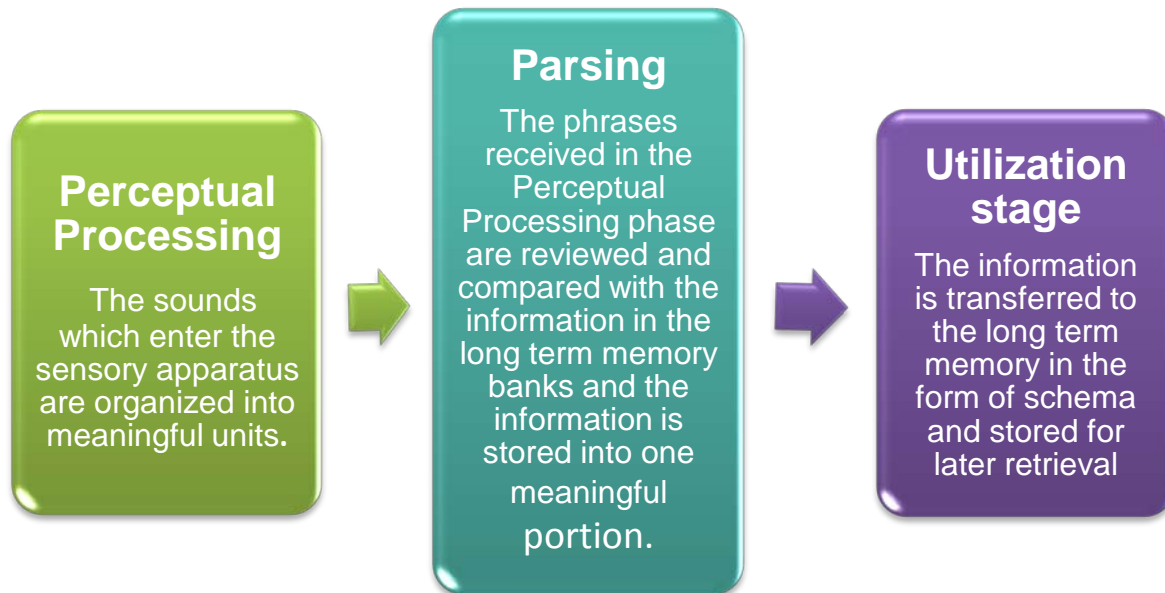 Perceptual
Processing
The sounds
which enter the
sensory apparatus
are organized into
meaningful units.
Parsing
The phrases
received in the
Perceptual
Processing phase
are reviewed and
compared with the
information in the
long term memory
banks and the
information is
stored into one
meaningful
portion.
Utilization
stage
The information
is transferred to
the long term
memory in the
form of schema
and stored for
later retrieval